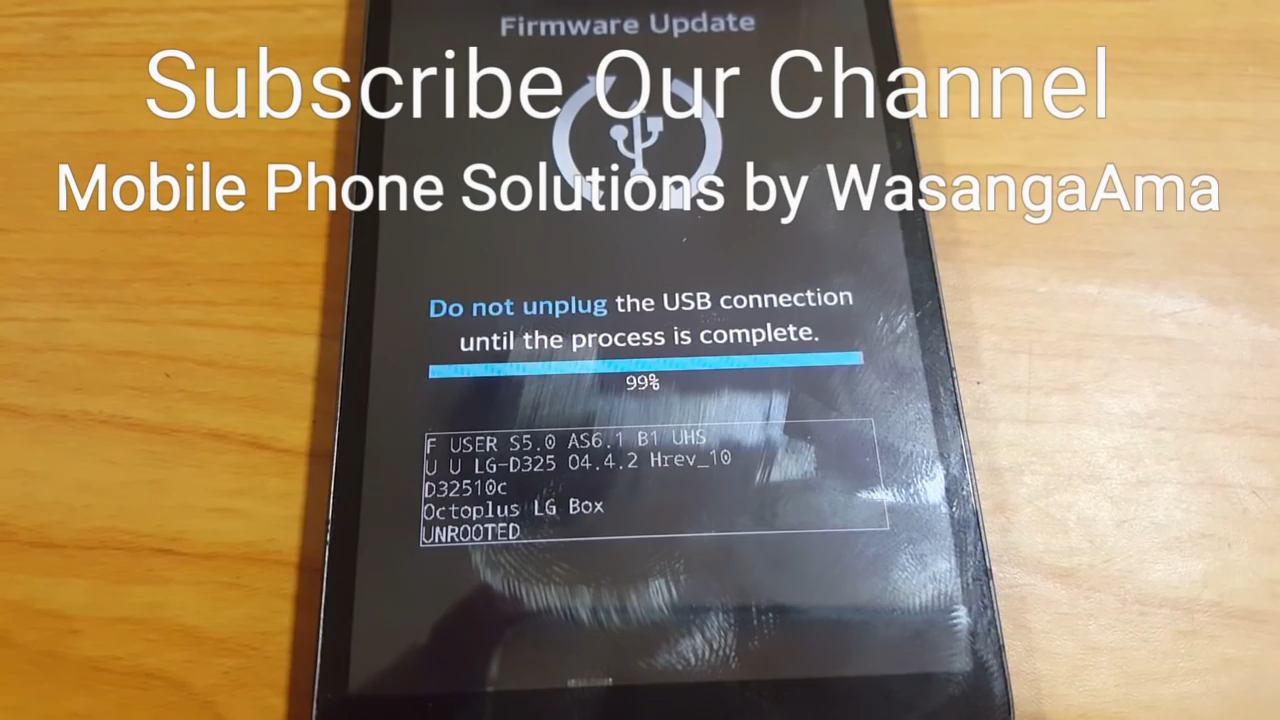 Firmware Update
Subscribe Our Channel
Mobile Phone Solutions by WasangaAma
Do not unplug the USB connection
until the process is complete.
99%
F USER S5.0 AS6.1 B1 UHS
U U LG-D325 04.4.2 Hrev_10
D32510c
Octoplus LG Box
UNROOTED